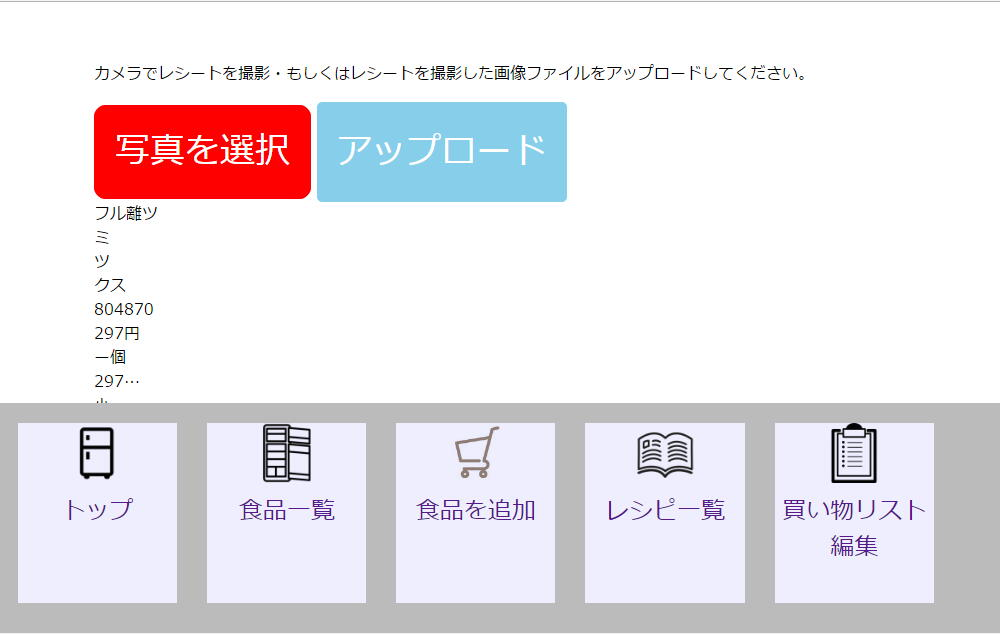 カメラでレシートを撮影・もしくはレシートを撮影した画像ファイルをアップロードしてください。
写真を選択 アップロード
フル離ツ
ミ
ツ
クス
804870
297円
一個
297…
トップ
食品一覧
食品を追加
レシピ一覧
買い物リスト
編集